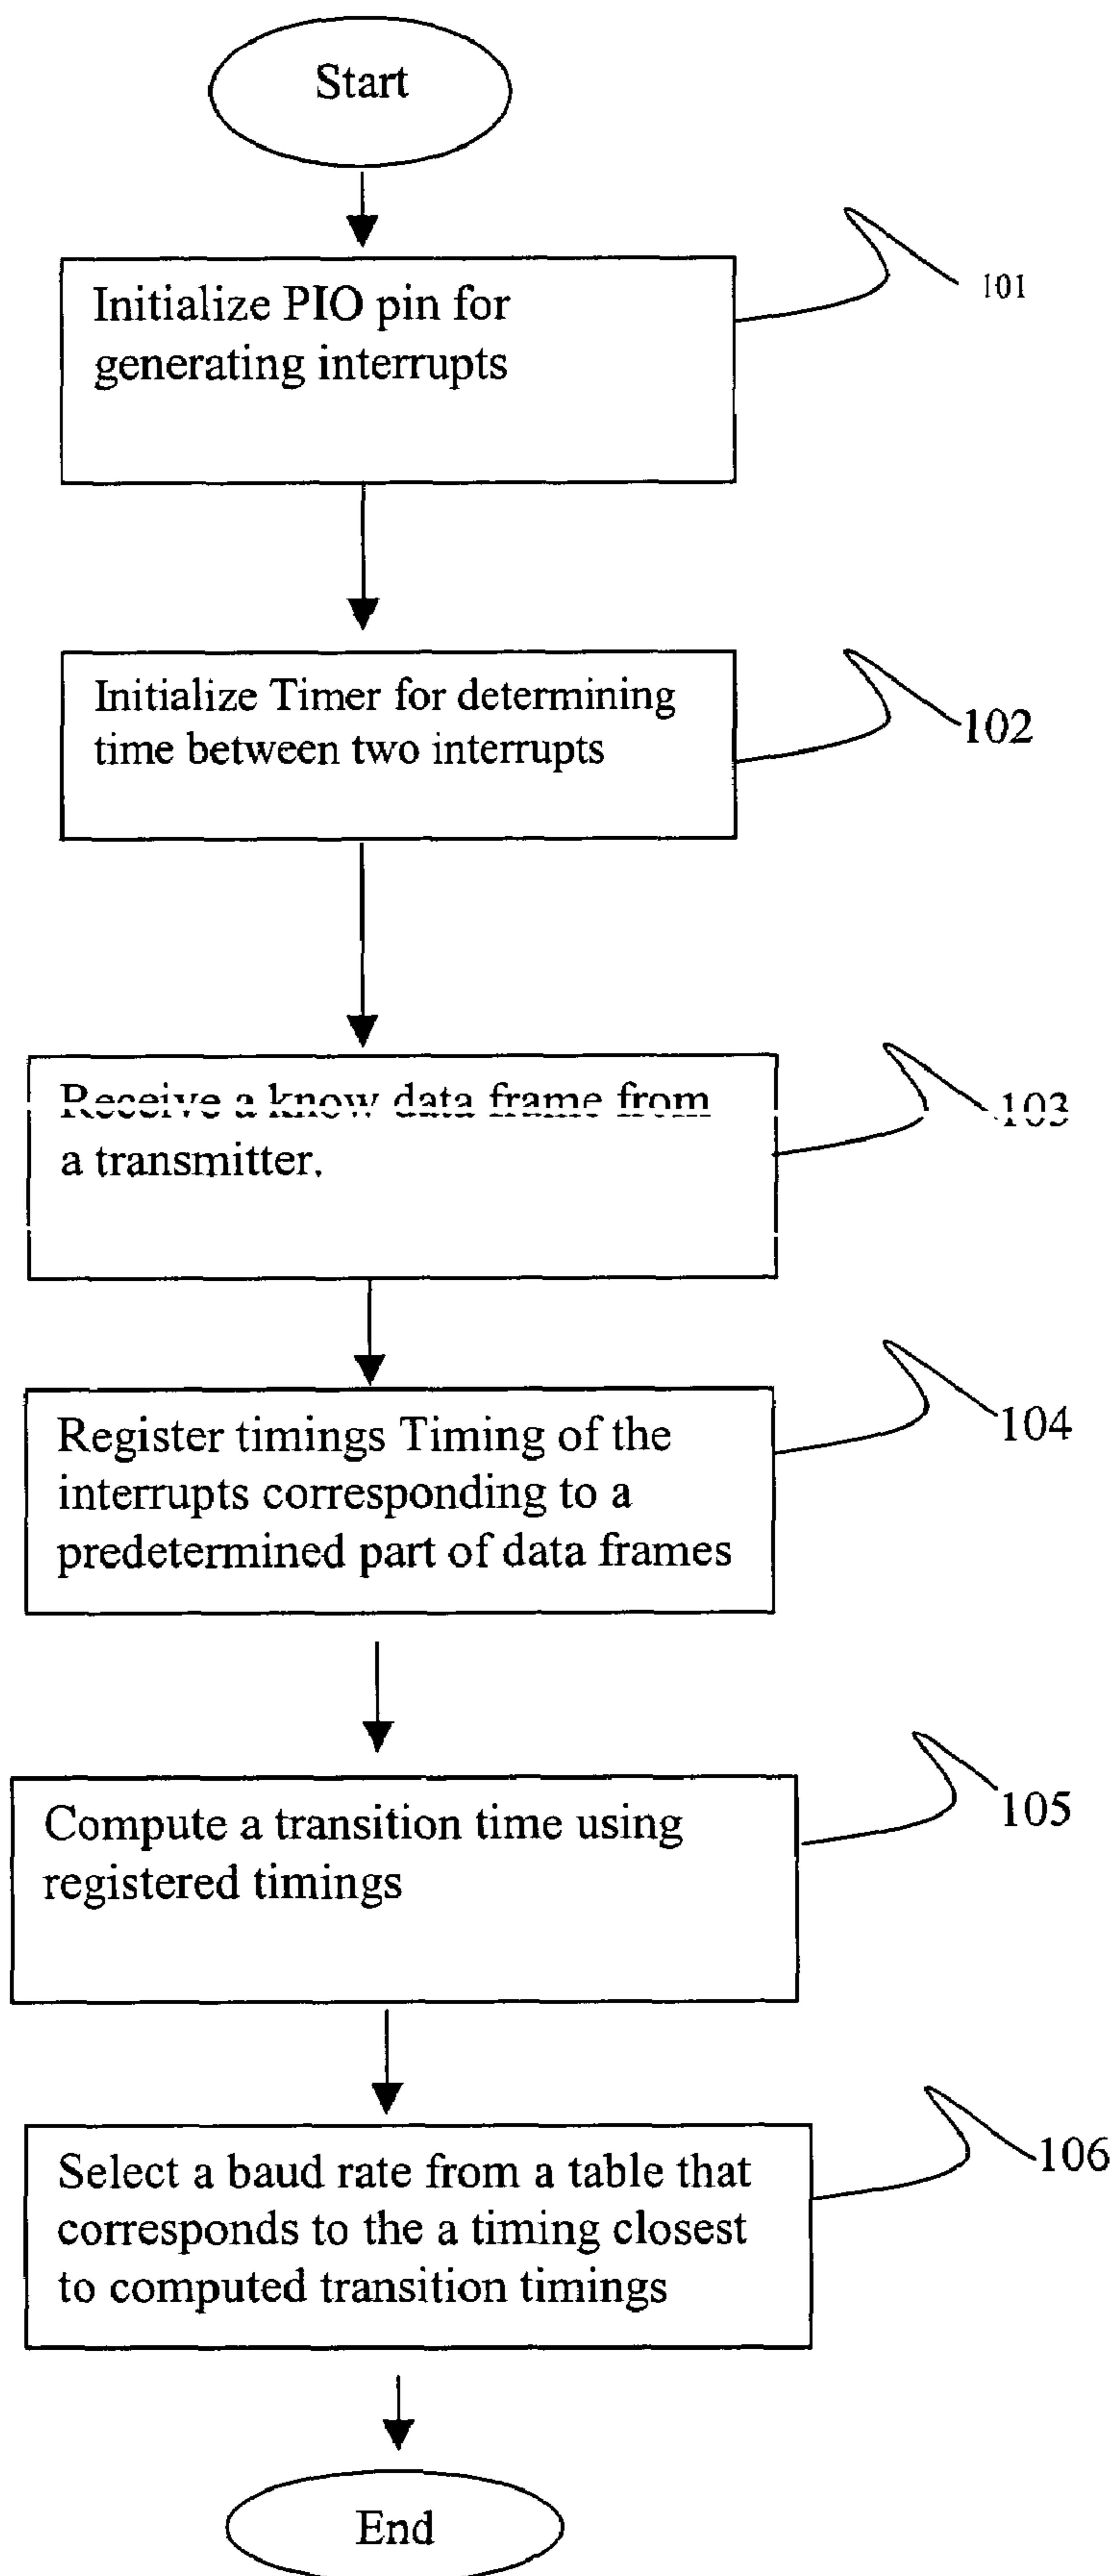 Start
Initialize PIO pin for
generating interrupts
101
Initialize Timer for determining
time between two interrupts
102
Receive a know data frame from
a transmitter.
103
Register timings Timing of the
interrupts corresponding to a
predetermined part of data frames
104
Compute a transition time using
registered timings
105
Select a baud rate from a table that
corresponds to the a timing closest
to computed transition timings
106
End